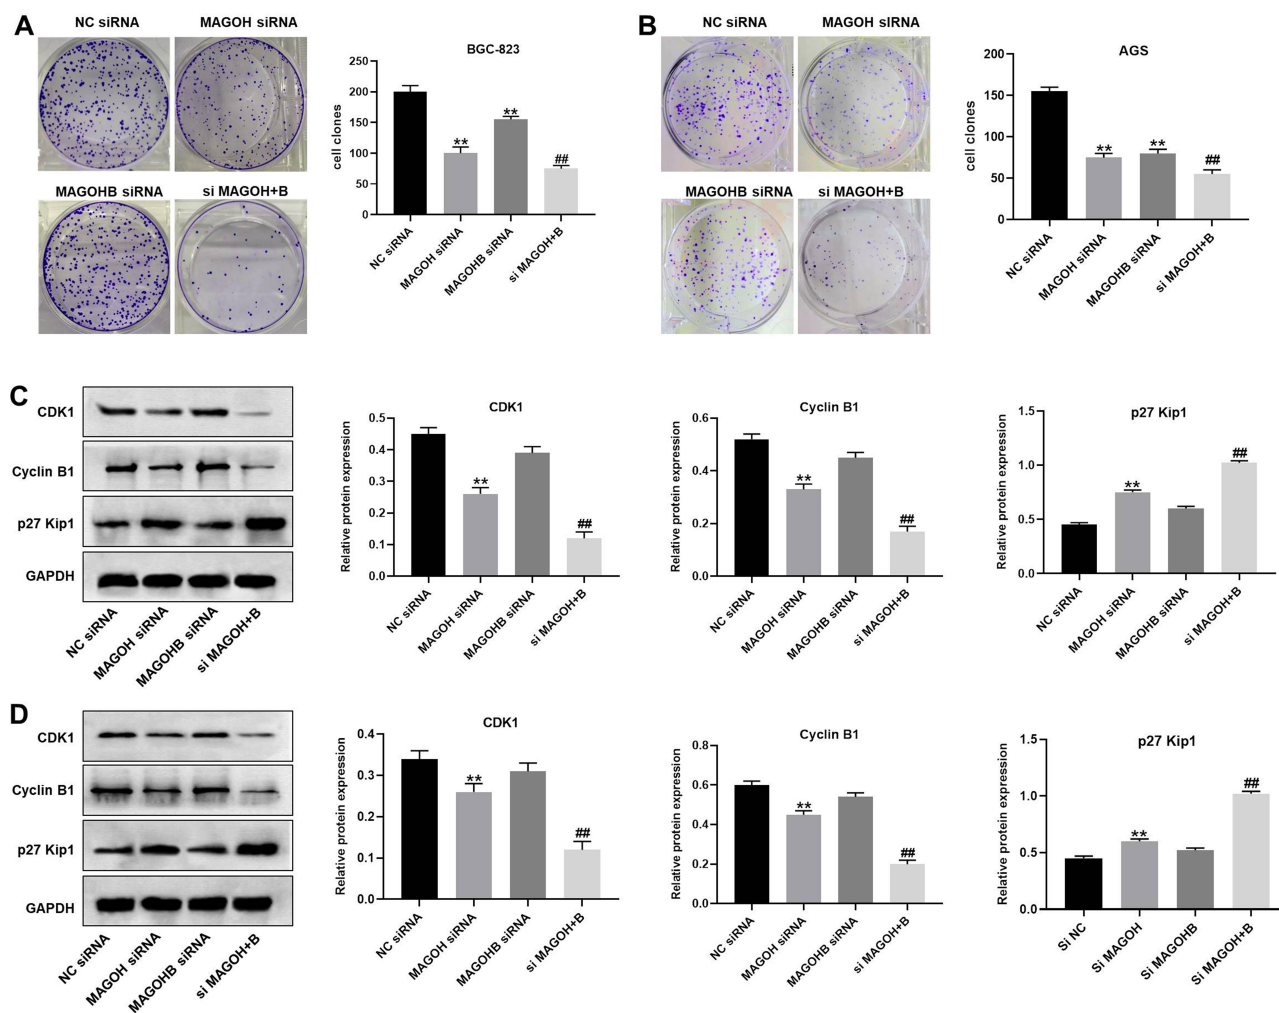 A
NC siRNA
MAGOH siRNA
MAGOHB siRNA
si MAGOH+B
BGC-823
cell clones
250
200
150
100
50
0
**
**
##
NC siRNA
MAGOH siRNA
MAGOHB siRNA
si MAGOH+B
B
NC siRNA
MAGOH siRNA
MAGOHB siRNA
si MAGOH+B
AGS
cell clones
200
150
100
50
0
**
**
##
NC siRNA
MAGOH siRNA
MAGOHB siRNA
si MAGOH+B
C
CDK1
Cyclin B1
p27 Kip1
GAPDH
NC siRNA
MAGOH siRNA
MAGOHB siRNA
si MAGOH+B
CDK1
Relative protein expression
0.5
0.4
0.3
0.2
0.1
0.0
**
##
NC siRNA
MAGOH siRNA
MAGOHB siRNA
si MAGOH+B
Cyclin B1
Relative protein expression
0.6
0.4
0.2
0.0
**
##
NC siRNA
MAGOH siRNA
MAGOHB siRNA
si MAGOH+B
p27 Kip1
Relative protein expression
1.5
1.0
0.5
0.0
**
##
NC siRNA
MAGOH siRNA
MAGOHB siRNA
si MAGOH+B
D
CDK1
Cyclin B1
p27 Kip1
GAPDH
NC siRNA
MAGOH siRNA
MAGOHB siRNA
si MAGOH+B
CDK1
Relative protein expression
0.4
0.3
0.2
0.1
0.0
**
##
NC siRNA
MAGOH siRNA
MAGOHB siRNA
si MAGOH+B
Cyclin B1
Relative protein expression
0.8
0.6
0.4
0.2
0.0
**
##
NC siRNA
MAGOH siRNA
MAGOHB siRNA
si MAGOH+B
p27 Kip1
Relative protein expression
1.5
1.0
0.5
0.0
**
##
Si NC
Si MAGOH
Si MAGOHB
Si MAGOH+B